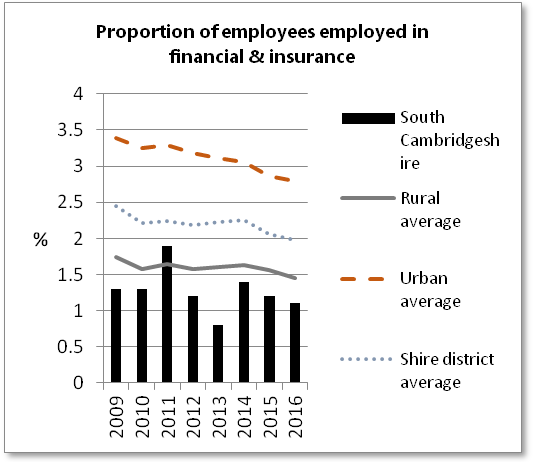 Proportion of employees employed in
financial & insurance
4
3.5
3
2.5
2
1.5
1
0.5
0
%
2009
2010
2011
2012
2013
2014
2015
2016
South
Cambridgesh
ire
Rural
average
Urban
average
Shire district
average